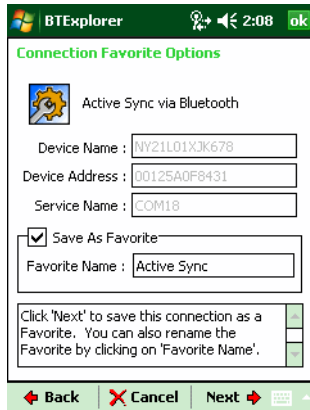 BTExplorer 2:08 ok
Connection Favorite Options
Active Sync via Bluetooth
Device Name : NY21L01XJK678
Device Address : 00125A0F8431
Service Name : COM18
Save As Favorite
Favorite Name : Active Sync
Click 'Next' to save this connection as a
Favorite. You can also rename the
Favorite by clicking on 'Favorite Name'.
Back Cancel Next